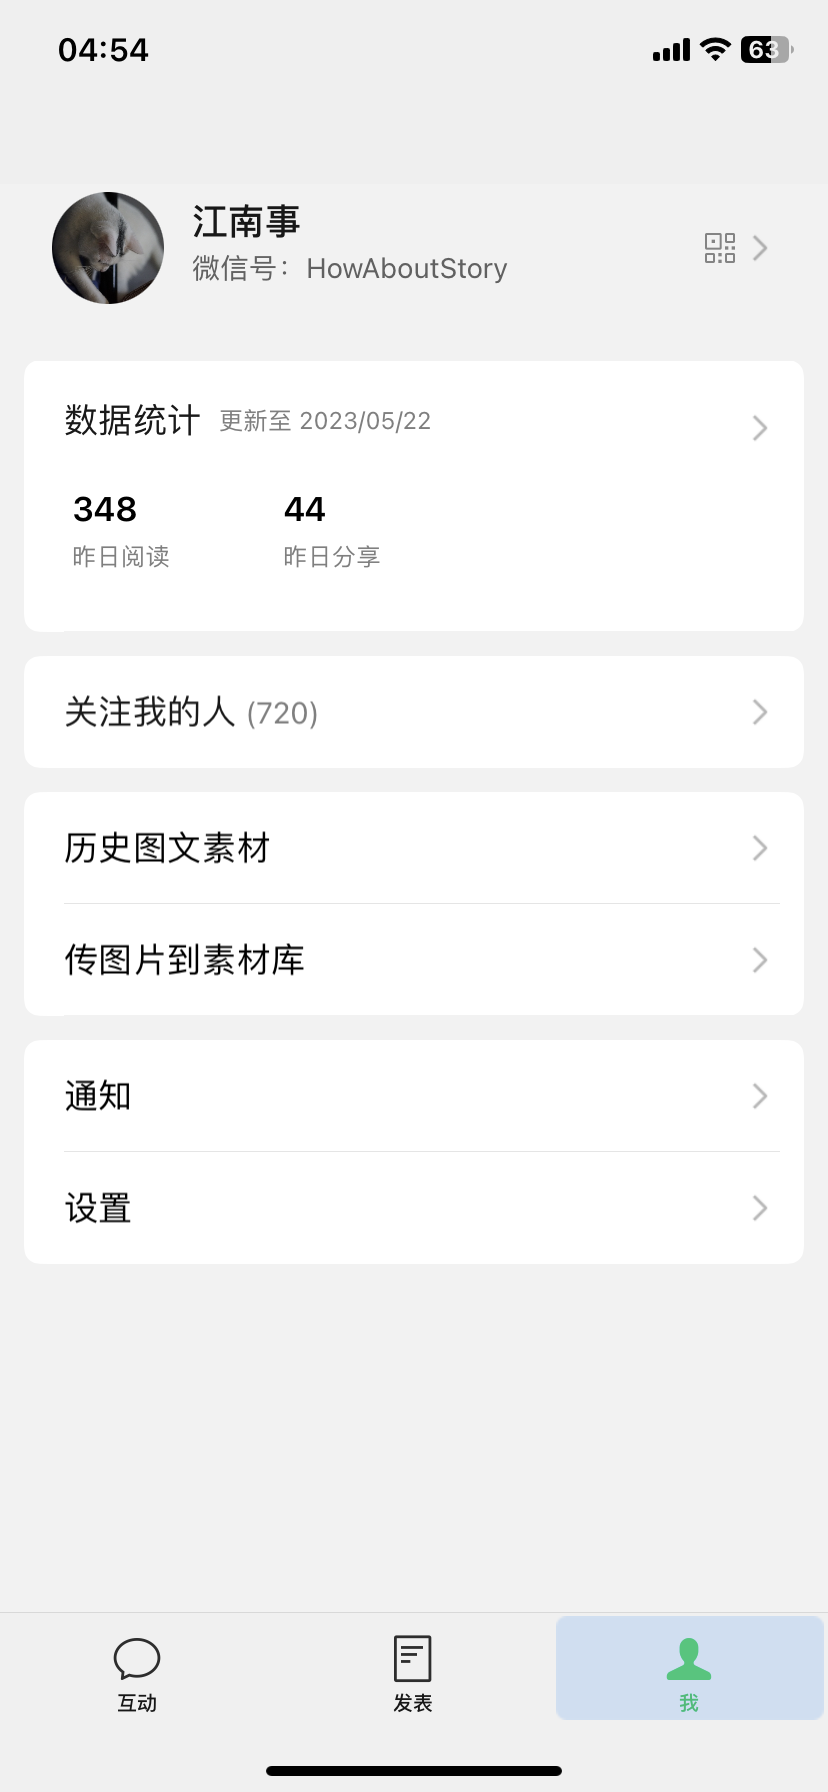 04:54
63
江南事
微信号：HowAboutStory
数据统计 更新至 2023/05/22
348 44
昨日阅读 昨日分享
关注我的人 (720)
历史图文素材
传图片到素材库
通知
设置
互动 发表 我